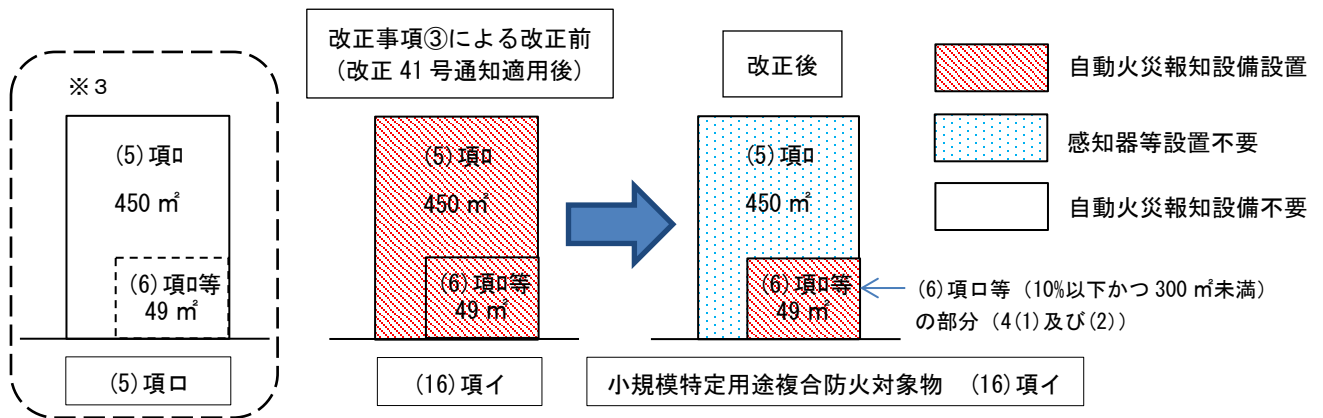 ※３
(5)項ロ
450 ㎡
(6)項ロ等
49 ㎡
(5)項ロ
改正事項③による改正前
（改正 41 号通知適用後）
(5)項ロ
450 ㎡
(6)項ロ等
49 ㎡
(16)項イ
改正後
(5)項ロ
450 ㎡
(6)項ロ等
49 ㎡
(6)項ロ等（10%以下かつ 300 ㎡未満）
の部分（4(1)及び(2)）
小規模特定用途複合防火対象物　(16)項イ
自動火災報知設備設置
感知器等設置不要
自動火災報知設備不要